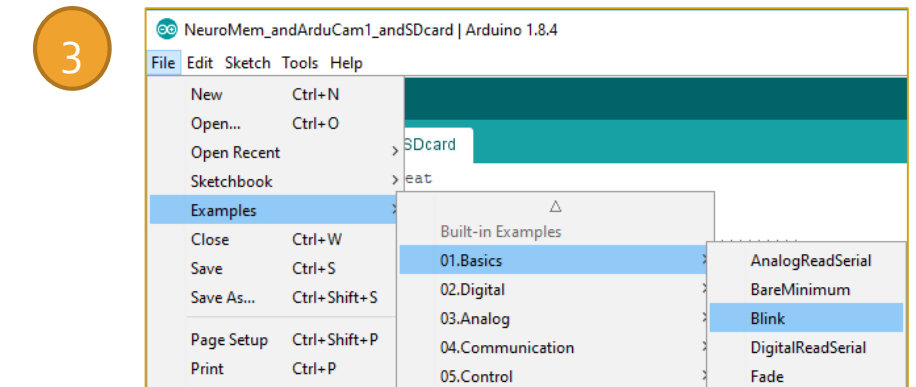 3
NeuroMem_andArduCam1_andSDcard | Arduino 1.8.4
File Edit Sketch Tools Help
New Ctrl+N
Open... Ctrl+O
Open Recent
Sketchbook
Examples
Close Ctrl+W
Save Ctrl+S
Save As... Ctrl+Shift+S
Page Setup Ctrl+Shift+P
Print Ctrl+P
SDcard
eat
Built-in Examples
01.Basics
02.Digital
03.Analog
04.Communication
05.Control
AnalogReadSerial
BareMinimum
Blink
DigitalReadSerial
Fade